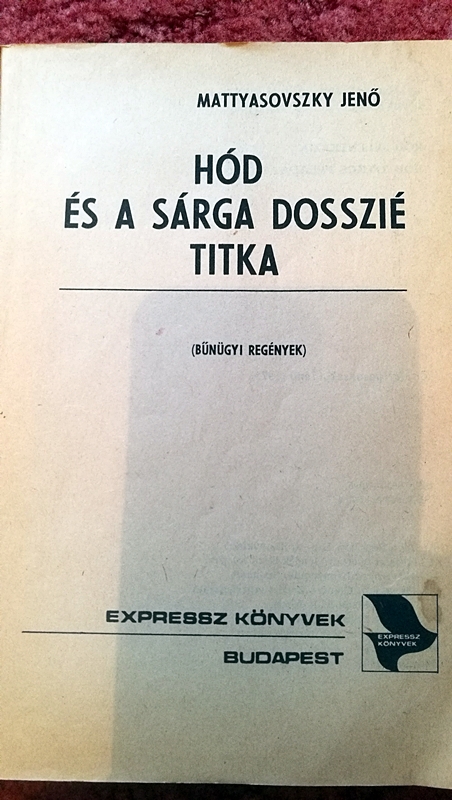 MATTYASOVSZKY JENŐ
HÓD
ÉS A SÁRGA DOSSZIÉ
TITKA
(BŰNÜGYI REGÉNYEK)
EXPRESSZ KÖNYVEK
BUDAPEST
EXPRESSZ
KÖNYVEK